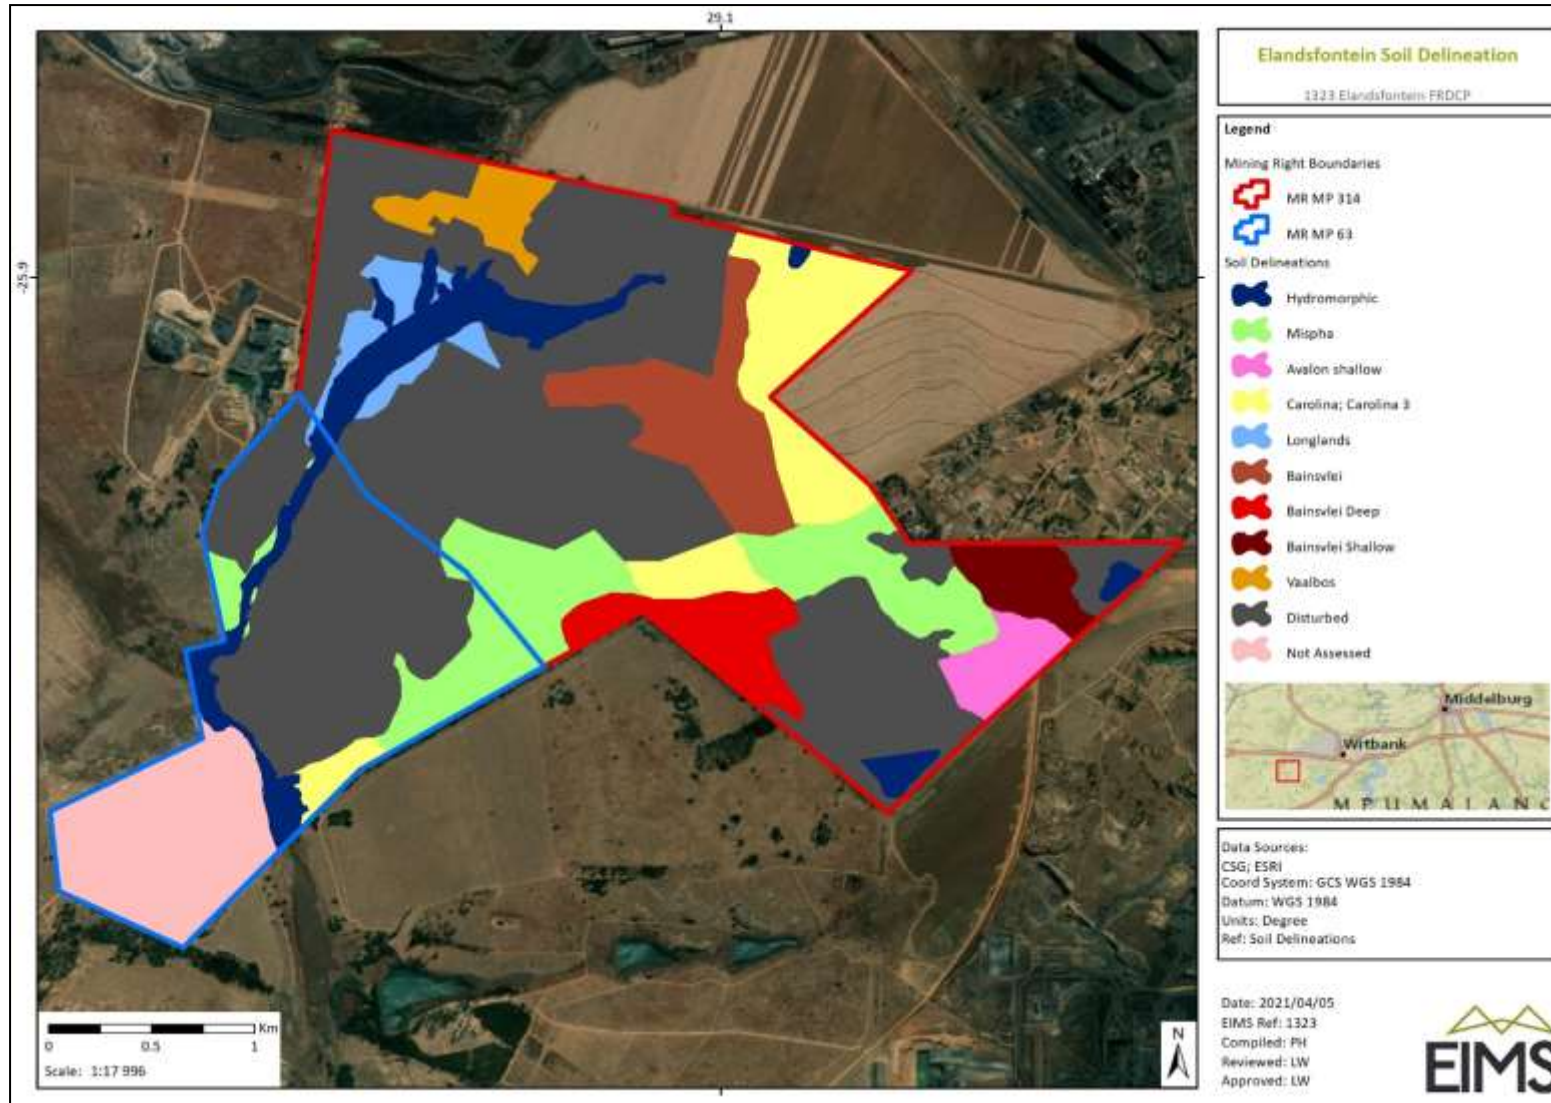 29.1
-25.9
Elandsfontein Soil Delineation
1323 Elandsfontein FRDCP
Legend
Mining Right Boundaries
MR MP 314
MR MP 63
Soil Delineations
Hydromorphic
Mispha
Avalon shallow
Carolina; Carolina 3
Longlands
Bainsvlei
Bainsvlei Deep
Bainsvlei Shallow
Vaalbos
Disturbed
Not Assessed
Middelburg
Witbank
MPUMALANG
Data Sources:
CSG; ESRI
Coord System: GCS WGS 1984
Datum: WGS 1984
Units: Degree
Ref: Soil Delineations
Date: 2021/04/05
EIMS Ref: 1323
Compiled: PH
Reviewed: LW
Approved: LW
EIMS
Km
0 0.5 1
Scale: 1:17 996
N